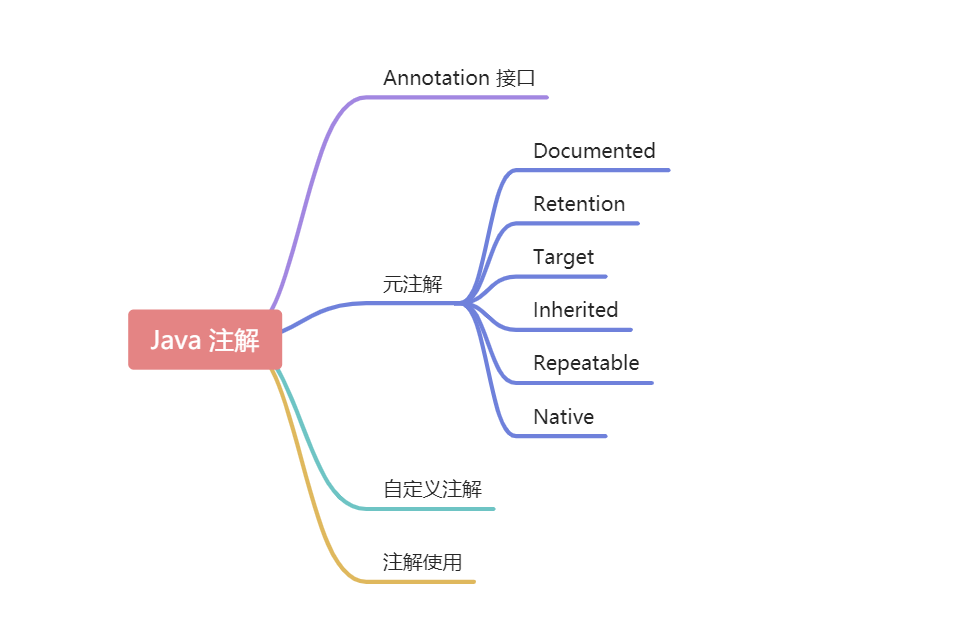 Java 注解
Annotation 接口
元注解
Documented
Retention
Target
Inherited
Repeatable
Native
自定义注解
注解使用